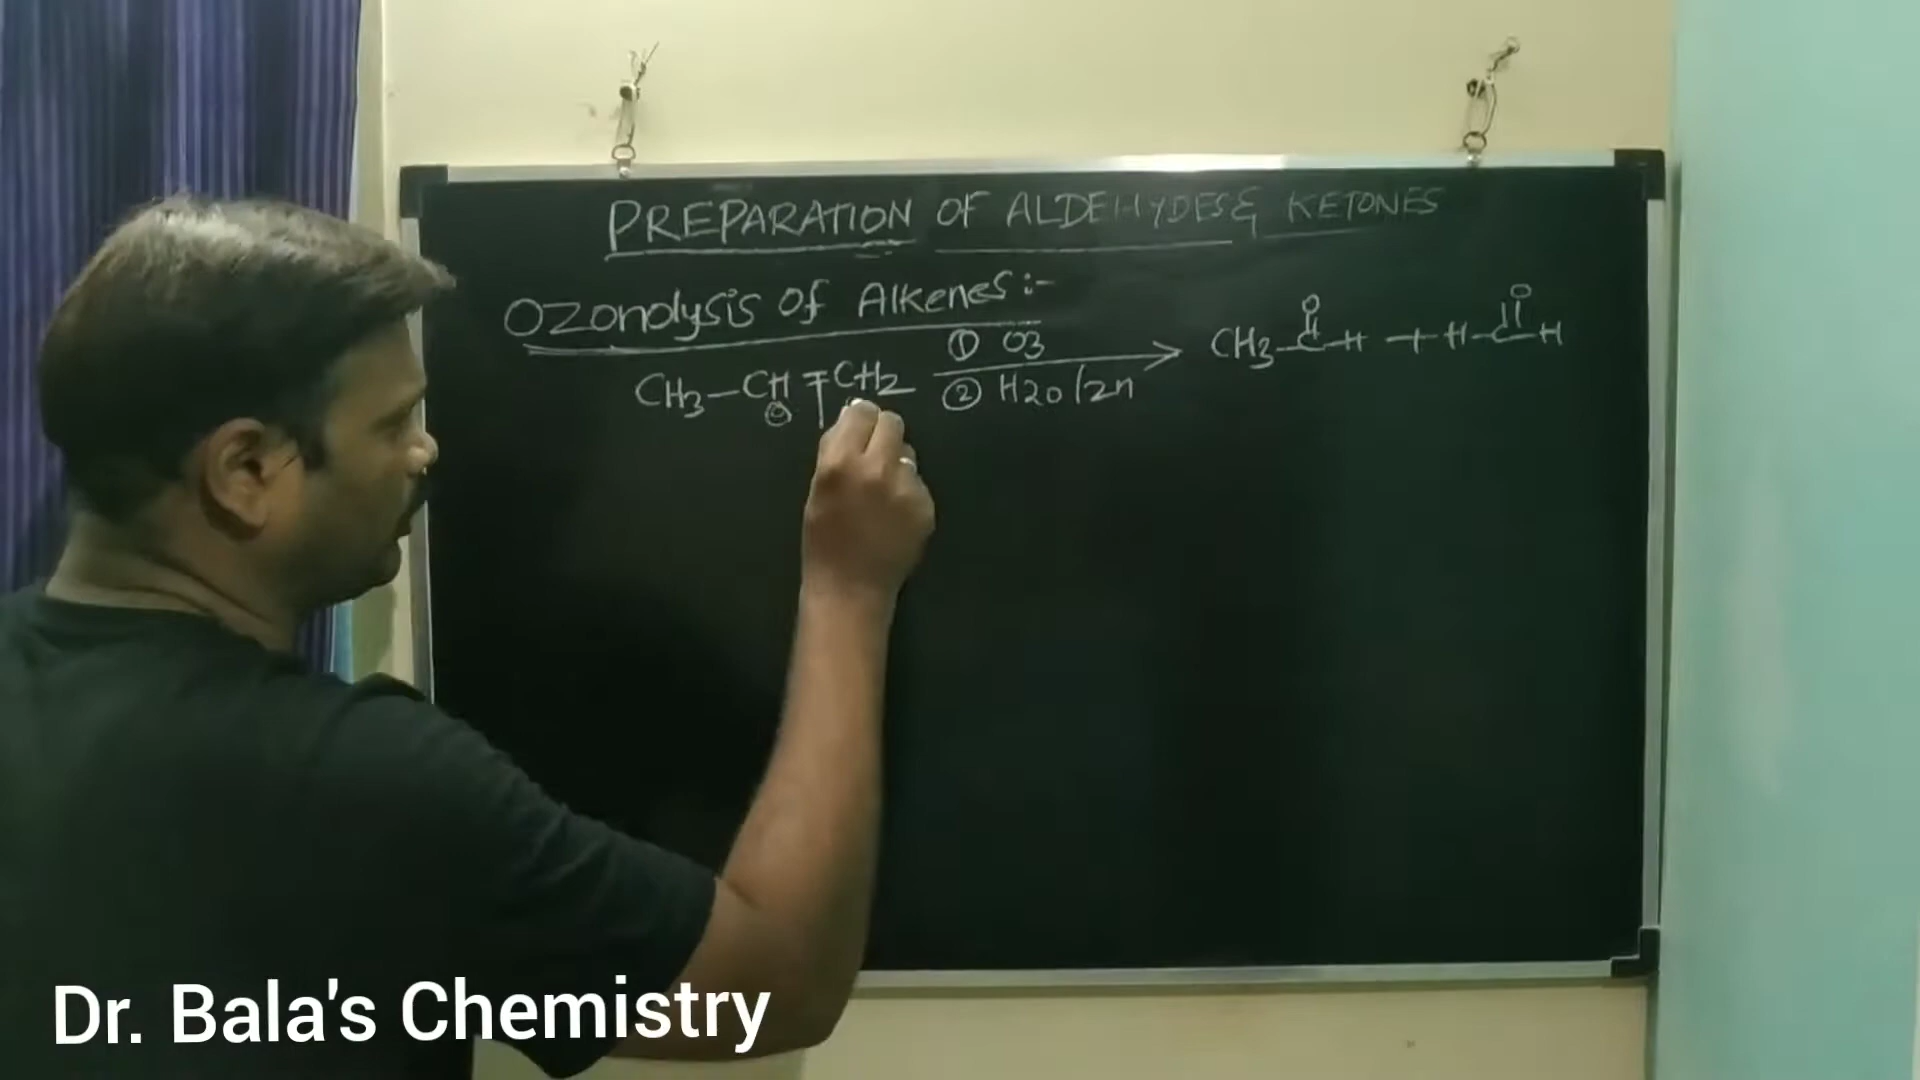 PREPARATION OF ALDEHYDES & KETONES
Ozonolysis of Alkenes:-
① O3
CH3—CH=CH2 ② H2O/Zn → CH3—C—H + H—C—H
O O
Dr. Bala's Chemistry